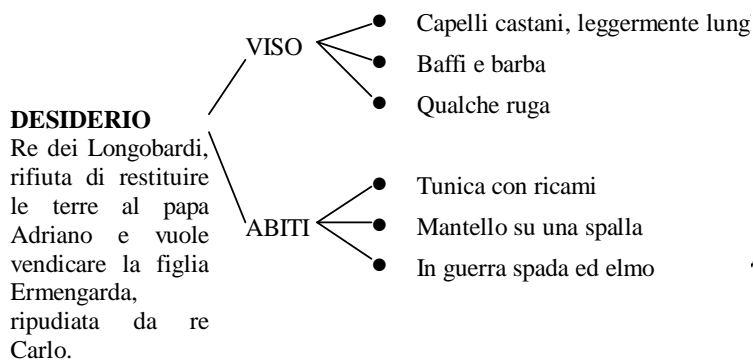 DESIDERIO
Re dei Longobardi,
rifiuta di restituire
le terre al papa
Adriano e vuole
vendicare la figlia
Ermengarda,
ripudiata da re
Carlo.
VISO
● Capelli castani, leggermente lung
● Baffi e barba
● Qualche ruga
ABITI
● Tunica con ricami
● Mantello su una spalla
● In guerra spada ed elmo